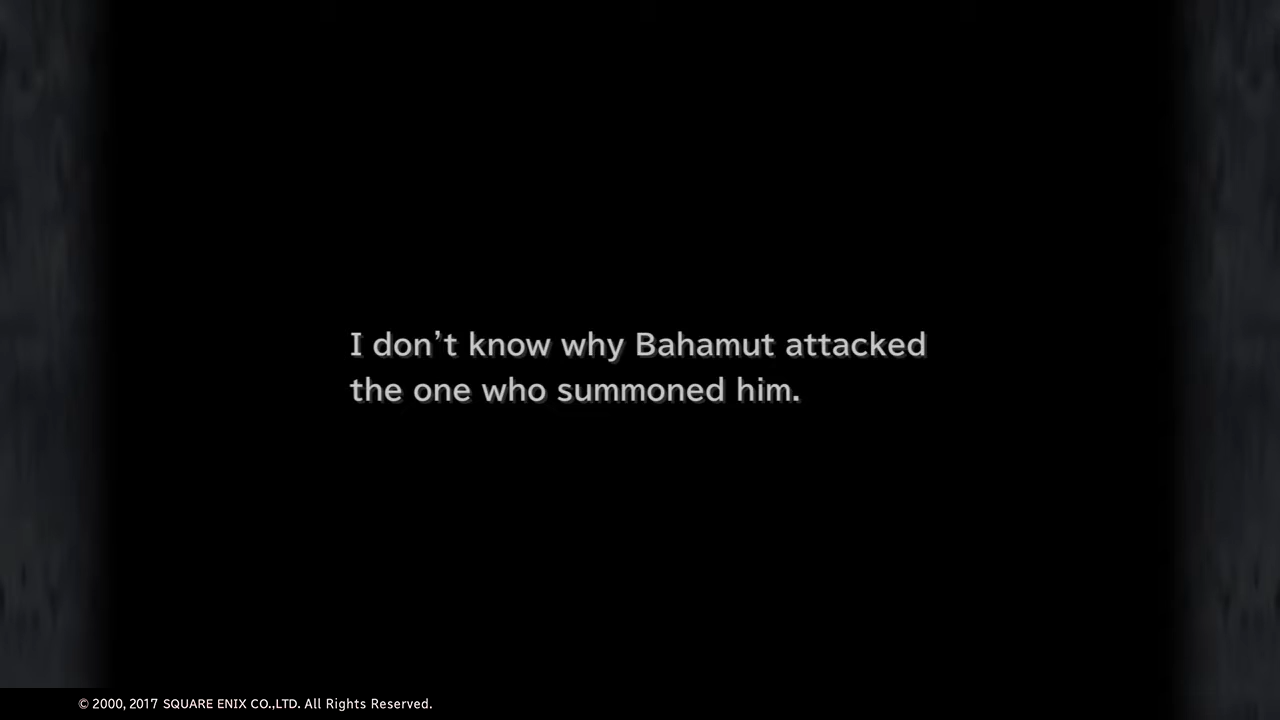 I don’t know why Bahamut attacked
the one who summoned him.
© 2000, 2017 SQUARE ENIX CO.,LTD. All Rights Reserved.